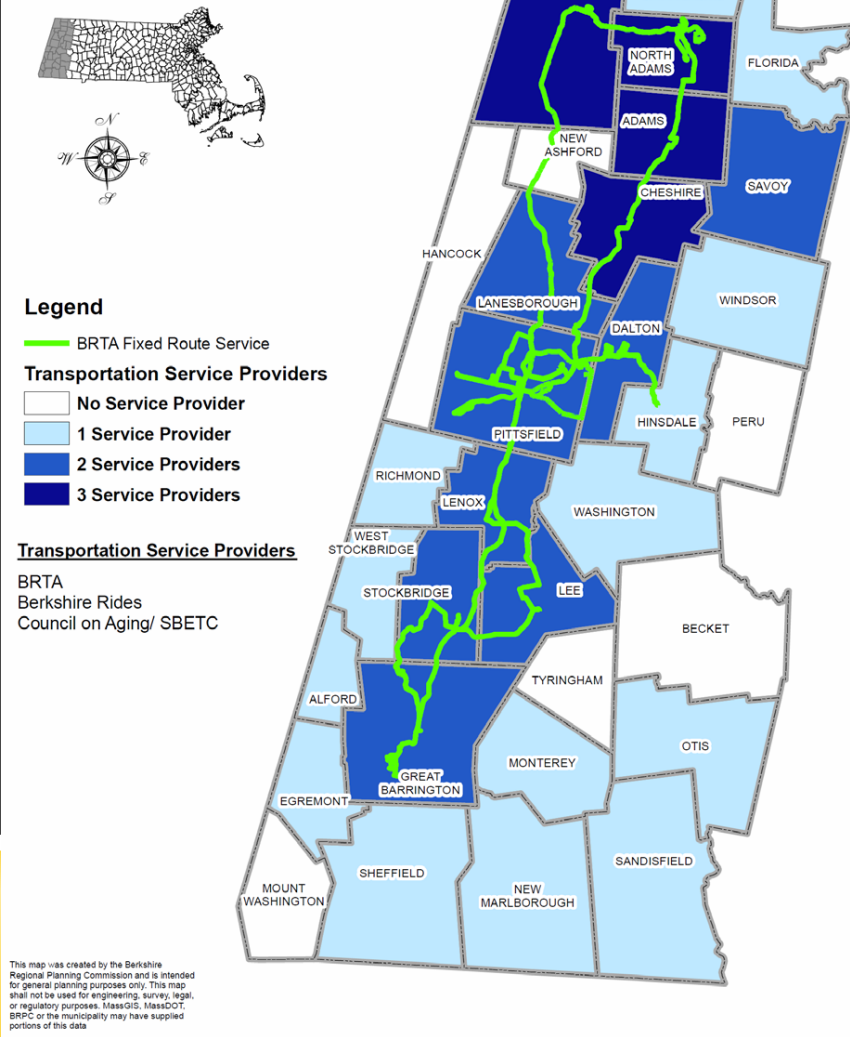 N
W E
S
NORTH
ADAMS
FLORIDA
ADAMS
NEW
ASHFORD
CHESHIRE
SAVOY
HANCOCK
LANESBOROUGH
WINDSOR
DALTON
Legend
BRTA Fixed Route Service
Transportation Service Providers
No Service Provider
1 Service Provider
2 Service Providers
3 Service Providers
PITTSFIELD
HINSDALE
PERU
RICHMOND
LENOX
WASHINGTON
WEST
STOCKBRIDGE
Transportation Service Providers
BRTA
Berkshire Rides
Council on Aging/ SBETC
STOCKBRIDGE
LEE
BECKET
TYRINGHAM
ALFORD
OTIS
MONTEREY
GREAT
BARRINGTON
EGREMONT
SHEFFIELD
SANDISFIELD
MOUNT
WASHINGTON
NEW
MARLBOROUGH
This map was created by the Berkshire
Regional Planning Commission and is intended
for general planning purposes only. This map
shall not be used for engineering, survey, legal,
or regulatory purposes. MassGIS, MassDOT,
BRPC or the municipality may have supplied
portions of this data